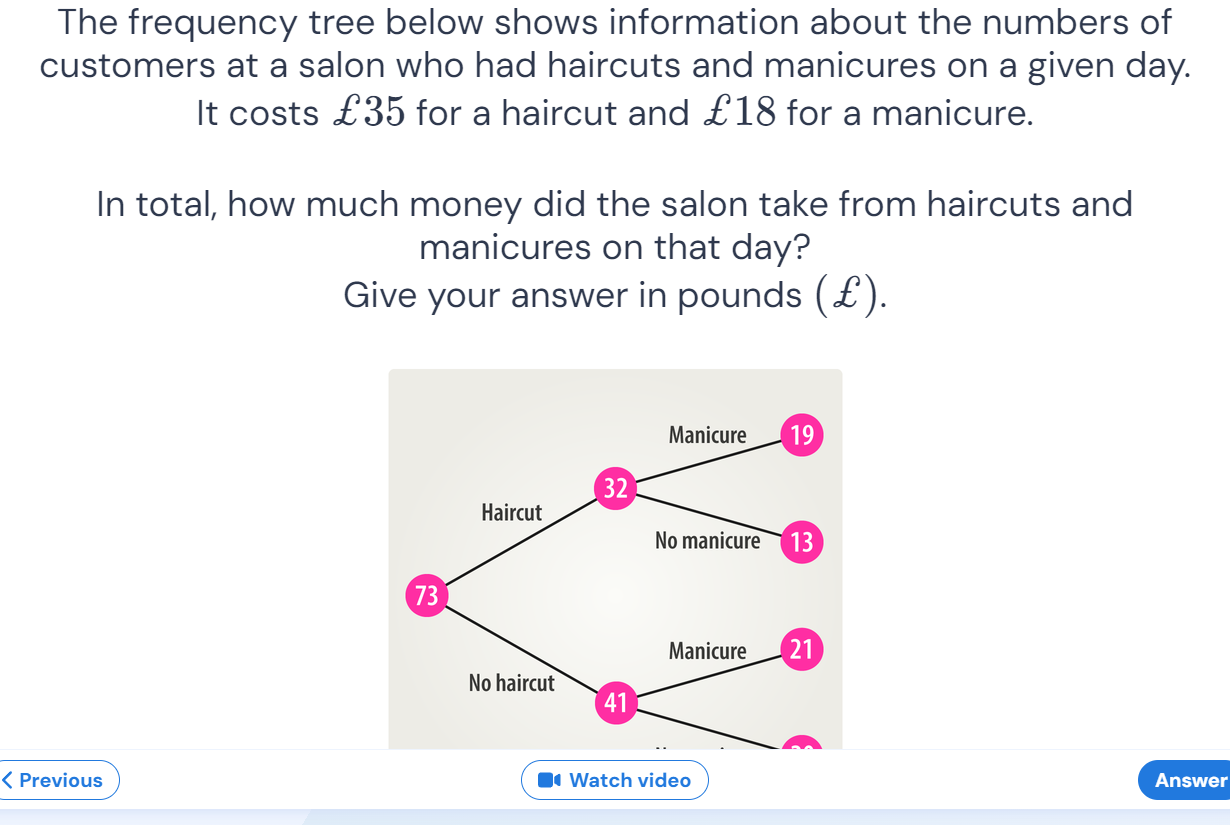 The frequency tree below shows information about the numbers of
customers at a salon who had haircuts and manicures on a given day.
It costs £35 for a haircut and £18 for a manicure.
In total, how much money did the salon take from haircuts and
manicures on that day?
Give your answer in pounds (£).
Manicure 19
32
Haircut
No manicure 13
73
Manicure 21
No haircut
41
Previous
Watch video
Answer